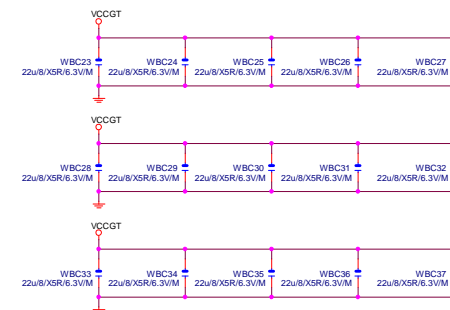 VCCGT
WBC23 WBC24 WBC25 WBC26 WBC27
22u/8/X5R/6.3V/M 22u/8/X5R/6.3V/M 22u/8/X5R/6.3V/M 22u/8/X5R/6.3V/M 22u/8/X5R/6.3V/M
VCCGT
WBC28 WBC29 WBC30 WBC31 WBC32
22u/8/X5R/6.3V/M 22u/8/X5R/6.3V/M 22u/8/X5R/6.3V/M 22u/8/X5R/6.3V/M 22u/8/X5R/6.3V/M
VCCGT
WBC33 WBC34 WBC35 WBC36 WBC37
22u/8/X5R/6.3V/M 22u/8/X5R/6.3V/M 22u/8/X5R/6.3V/M 22u/8/X5R/6.3V/M 22u/8/X5R/6.3V/M